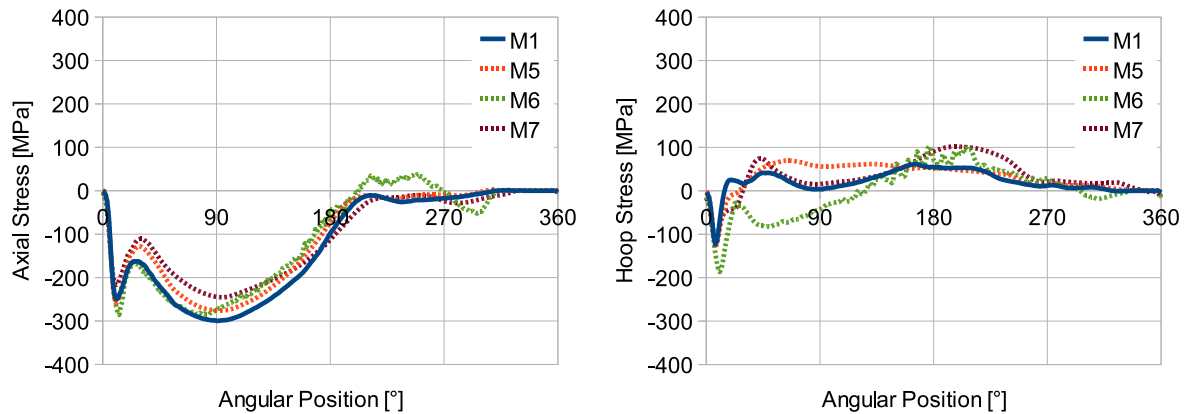 400
300
200
100
0
-100
-200
-300
-400
0 90 180 270 360
Axial Stress [MPa]
Angular Position [°]
M1
M5
M6
M7
400
300
200
100
0
-100
-200
-300
-400
0 90 180 270 360
Hoop Stress [MPa]
Angular Position [°]
M1
M5
M6
M7